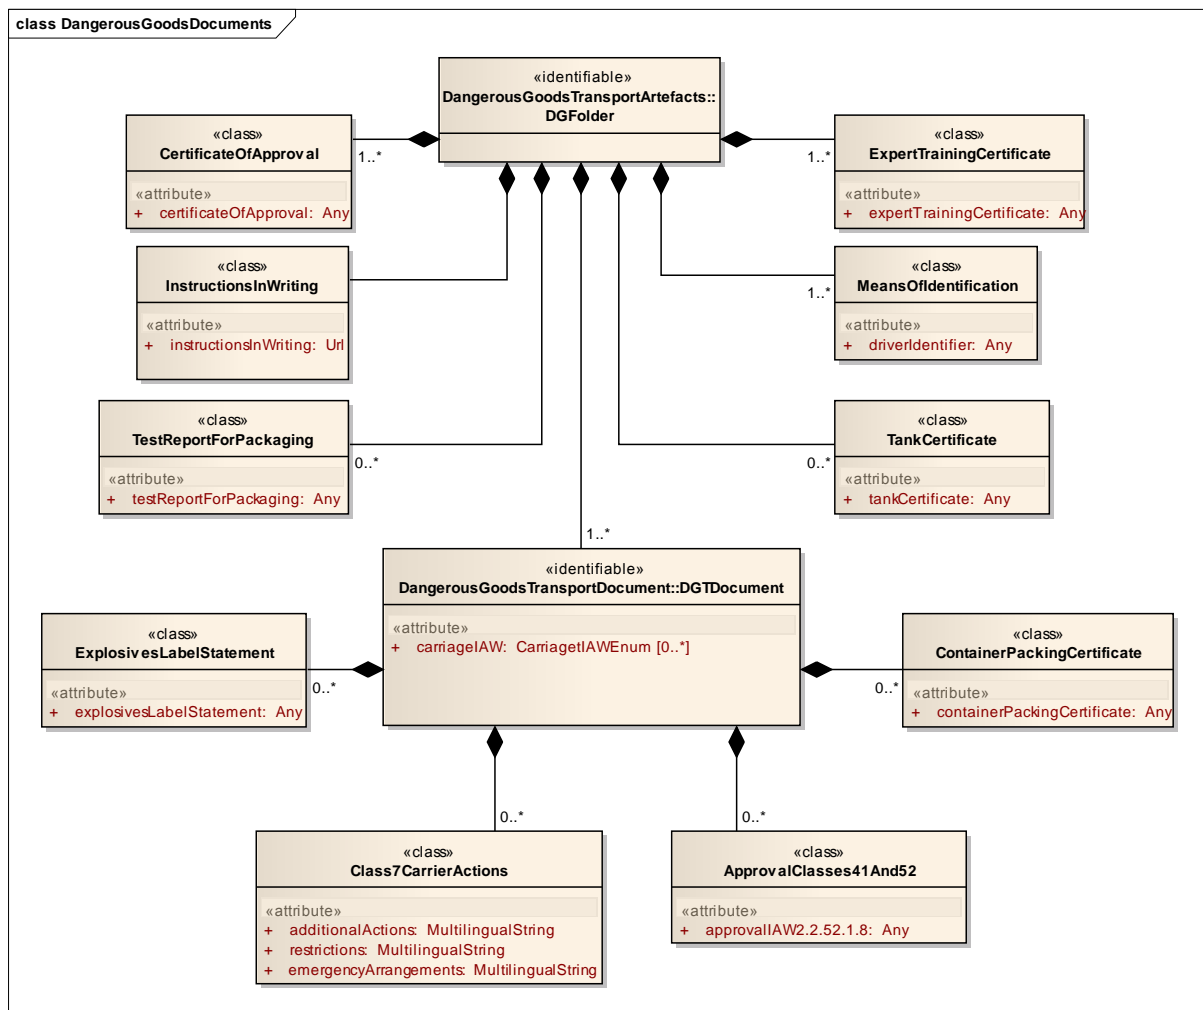 class DangerousGoodsDocuments
«identifiable»
DangerousGoodsTransportArtefacts::
DGFolder
«class»
CertificateOfApproval
«attribute»
+ certificateOfApproval: Any
1..*
«class»
ExpertTrainingCertificate
«attribute»
+ expertTrainingCertificate: Any
1..*
«class»
InstructionsInWriting
«attribute»
+ instructionsInWriting: Url
«class»
MeansOfIdentification
«attribute»
+ driverIdentifier: Any
1..*
«class»
TestReportForPackaging
«attribute»
+ testReportForPackaging: Any
0..*
«class»
TankCertificate
«attribute»
+ tankCertificate: Any
0..*
1..*
«identifiable»
DangerousGoodsTransportDocument::DGTDocument
«attribute»
+ carriageIAW: CarriagetIAWEnum [0..*]
«class»
ExplosivesLabelStatement
«attribute»
+ explosivesLabelStatement: Any
0..*
«class»
ContainerPackingCertificate
«attribute»
+ containerPackingCertificate: Any
0..*
0..*
«class»
Class7CarrierActions
«attribute»
+ additionalActions: MultilingualString
+ restrictions: MultilingualString
+ emergencyArrangements: MultilingualString
0..*
«class»
ApprovalClasses41And52
«attribute»
+ approvalIAW2.2.52.1.8: Any